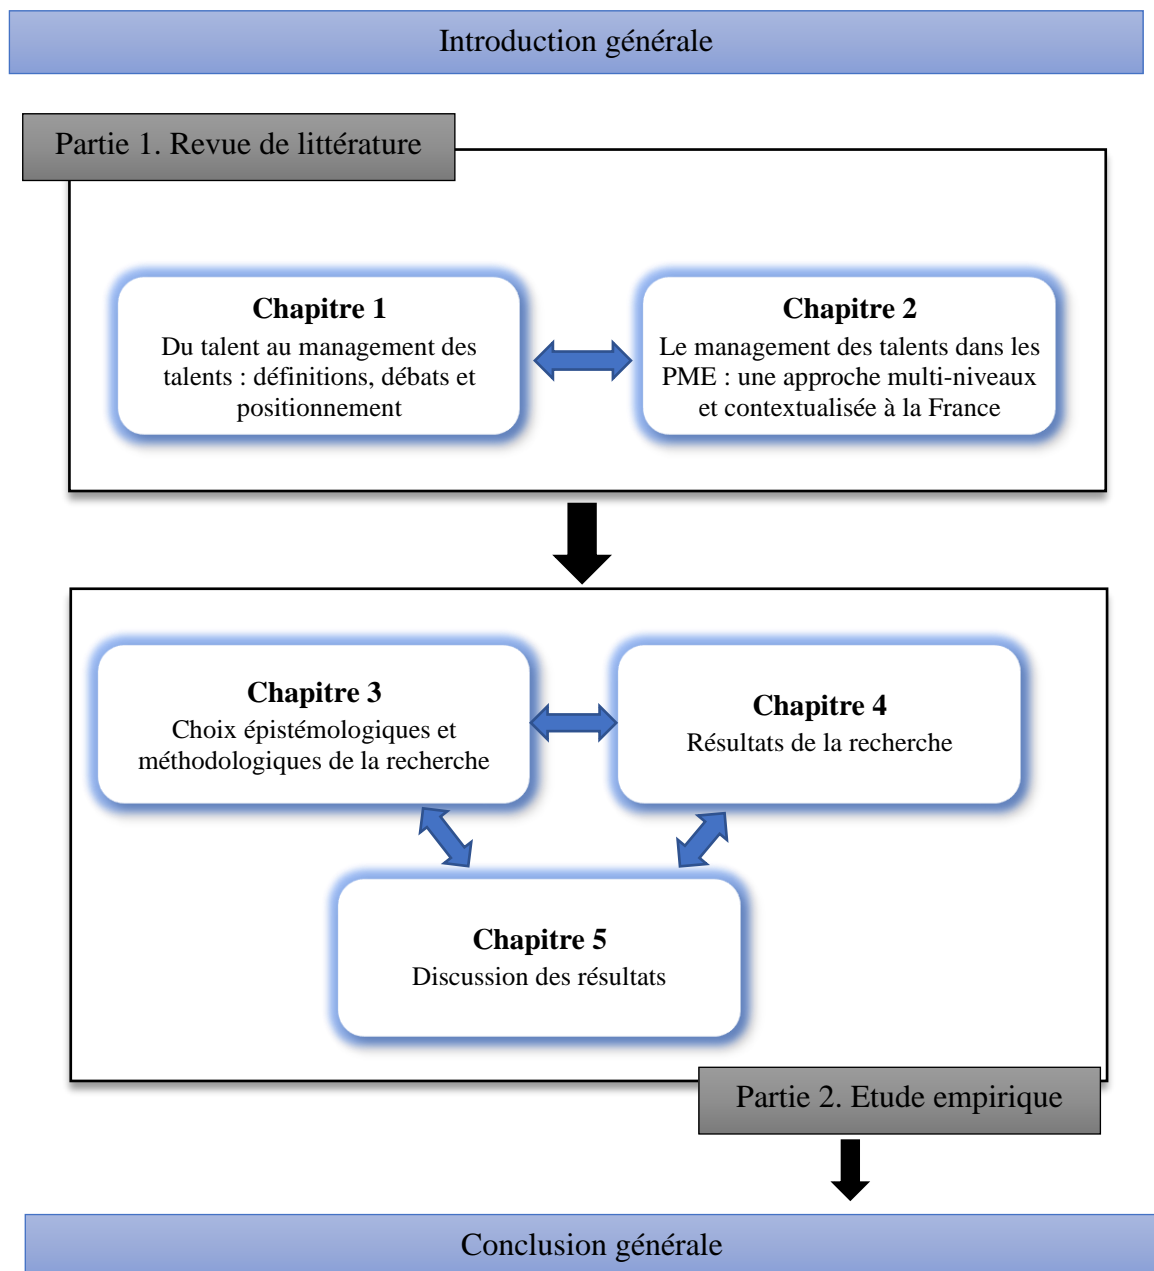 Introduction générale
Partie 1. Revue de littérature
Chapitre 1
Du talent au management des
talents : définitions, débats et
positionnement
Chapitre 2
Le management des talents dans les
PME : une approche multi-niveaux
et contextualisée à la France
Chapitre 3
Choix épistémologiques et
méthodologiques de la recherche
Chapitre 4
Résultats de la recherche
Chapitre 5
Discussion des résultats
Partie 2. Etude empirique
Conclusion générale